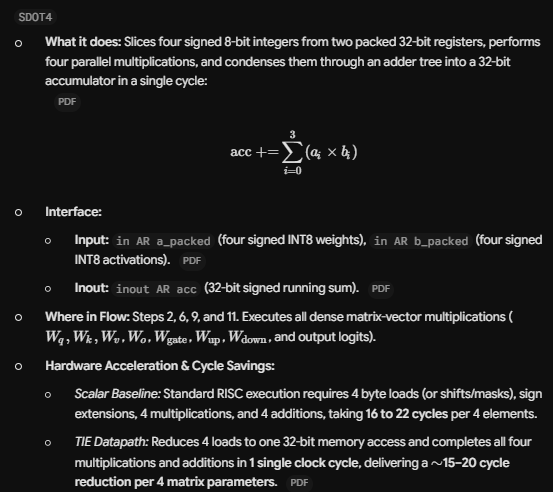 SDOT4
What it does: Slices four signed 8-bit integers from two packed 32-bit registers, performs
four parallel multiplications, and condenses them through an adder tree into a 32-bit
accumulator in a single cycle:
PDF
acc += ∑_{i=0}^{3} (a_i × b_i)
Interface:
Input: in AR a_packed (four signed INT8 weights), in AR b_packed (four signed
INT8 activations). PDF
Inout: inout AR acc (32-bit signed running sum). PDF
Where in Flow: Steps 2, 6, 9, and 11. Executes all dense matrix-vector multiplications (
W_q, W_k, W_v, W_o, W_gate, W_up, W_down, and output logits).
Hardware Acceleration & Cycle Savings:
Scalar Baseline: Standard RISC execution requires 4 byte loads (or shifts/masks), sign
extensions, 4 multiplications, and 4 additions, taking 16 to 22 cycles per 4 elements.
TIE Datapath: Reduces 4 loads to one 32-bit memory access and completes all four
multiplications and additions in 1 single clock cycle, delivering a ∼15–20 cycle
reduction per 4 matrix parameters. PDF